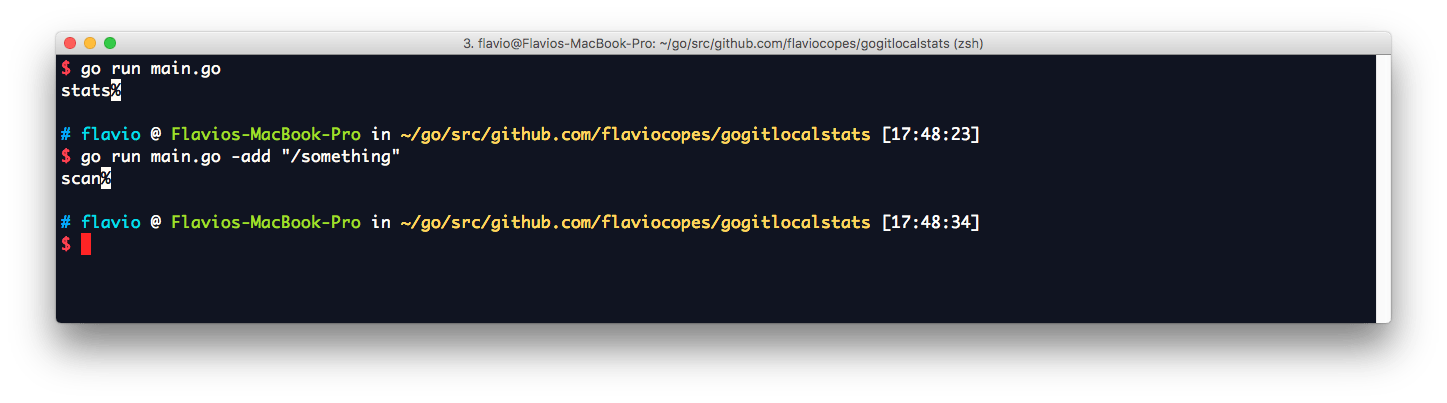 3. flavio@Flavios-MacBook-Pro: ~/go/src/github.com/flaviocopes/gogitlocalstats (zsh)
$ go run main.go
stats%
# flavio @ Flavios-MacBook-Pro in ~/go/src/github.com/flaviocopes/gogitlocalstats [17:48:23]
$ go run main.go -add "/something"
scan%
# flavio @ Flavios-MacBook-Pro in ~/go/src/github.com/flaviocopes/gogitlocalstats [17:48:34]
$